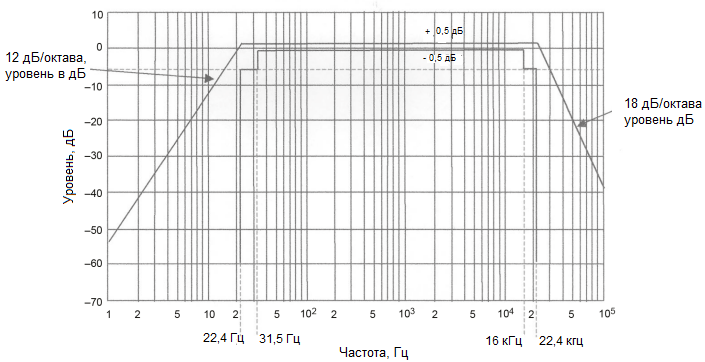 10
0
–10
–20
–30
–40
–50
–60
–70
Уровень, дБ
12 дБ/октава,
уровень в дБ
+ 0,5 дБ
- 0,5 дБ
18 дБ/октава
уровень дБ
1 2 5 10 2 5 10² 2 5 10³ 2 5 10⁴ 2 5 10⁵
22,4 Гц 31,5 Гц 16 кГц 22,4 кгц
Частота, Гц